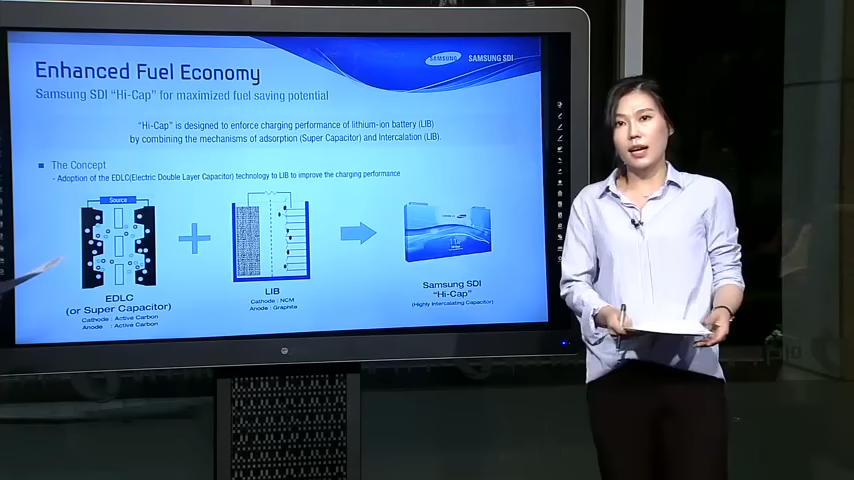 SAMSUNG
SAMSUNG SDI
Enhanced Fuel Economy
Samsung SDI “Hi-Cap” for maximized fuel saving potential
“Hi-Cap” is designed to enforce charging performance of lithium-ion battery (LIB)
by combining the mechanisms of adsorption (Super Capacitor) and Intercalation (LIB).
The Concept
- Adoption of the EDLC(Electric Double Layer Capacitor) technology to LIB to improve the charging performance
Source
EDLC
(or Super Capacitor)
Cathode : Active Carbon
Anode : Active Carbon
LIB
Cathode : NCM
Anode : Graphite
Samsung SDI
“Hi-Cap”
(Highly Intercalating Capacitor)